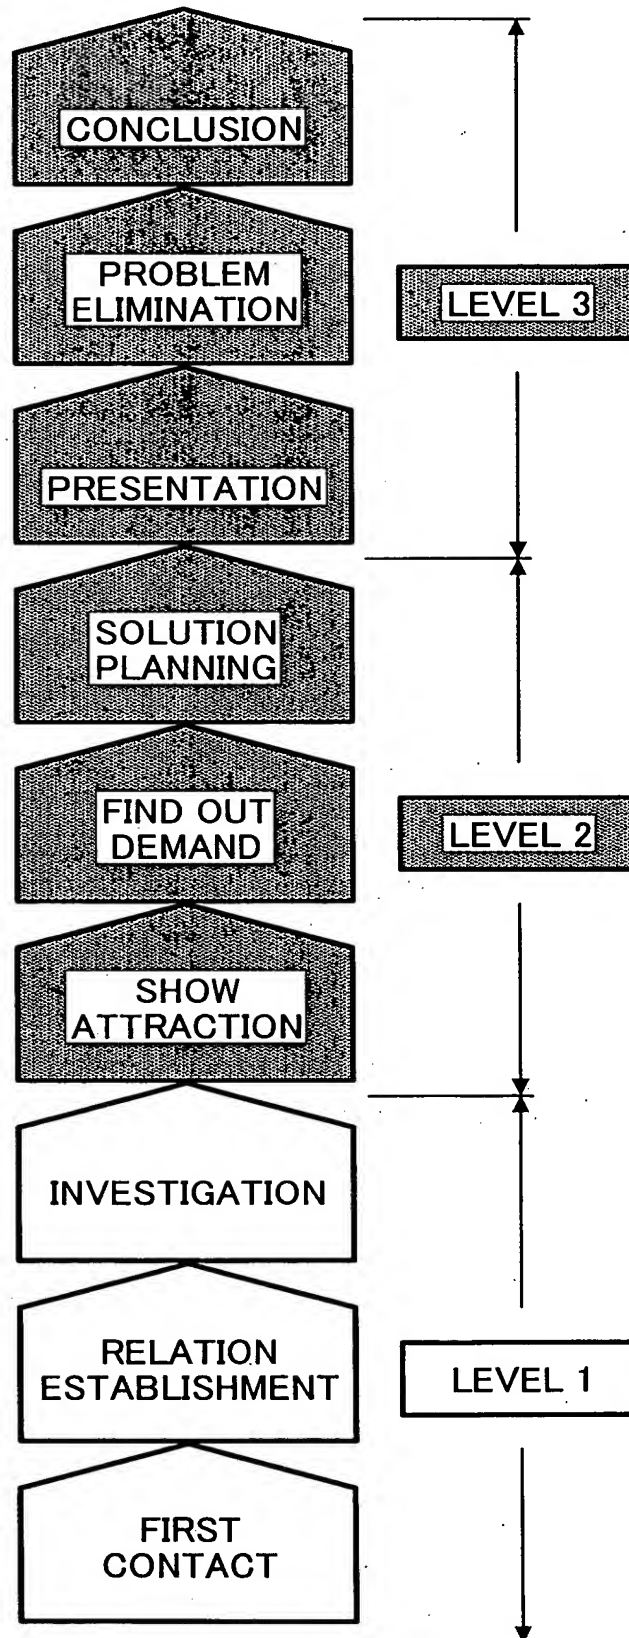 CONCLUSION
PROBLEM
ELIMINATION
LEVEL 3
PRESENTATION
SOLUTION
PLANNING
FIND OUT
DEMAND
LEVEL 2
SHOW
ATTRACTION
INVESTIGATION
RELATION
ESTABLISHMENT
LEVEL 1
FIRST
CONTACT